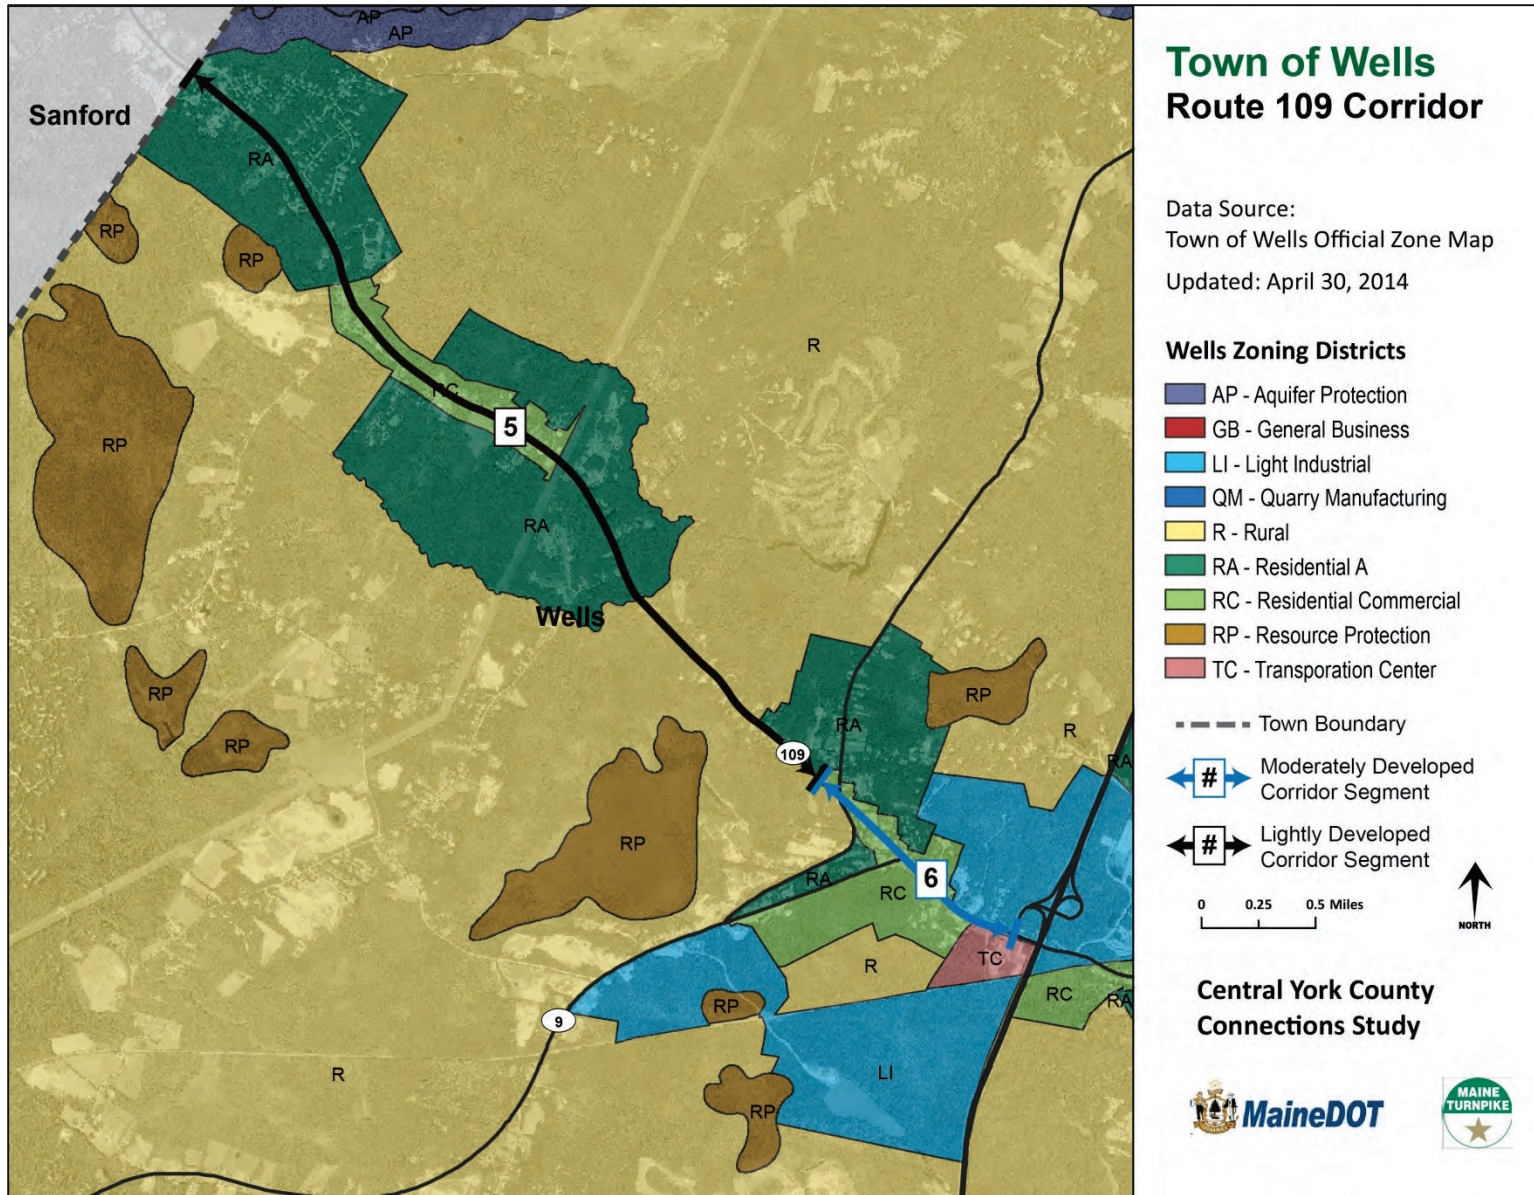 AP
AP
Sanford
RA
RP
RP
R
RC
5
RP
RA
Wells
RP
RP
RP
RA
R
RA
109
RP
6
RA
RC
R
TC
RC
RA
RP
9
R
LI
RP
Town of Wells
Route 109 Corridor
Data Source:
Town of Wells Official Zone Map
Updated: April 30, 2014
Wells Zoning Districts
AP - Aquifer Protection
GB - General Business
LI - Light Industrial
QM - Quarry Manufacturing
R - Rural
RA - Residential A
RC - Residential Commercial
RP - Resource Protection
TC - Transporation Center
Town Boundary
# Moderately Developed
Corridor Segment
# Lightly Developed
Corridor Segment
0 0.25 0.5 Miles
NORTH
Central York County
Connections Study
MaineDOT
MAINE
TURNPIKE